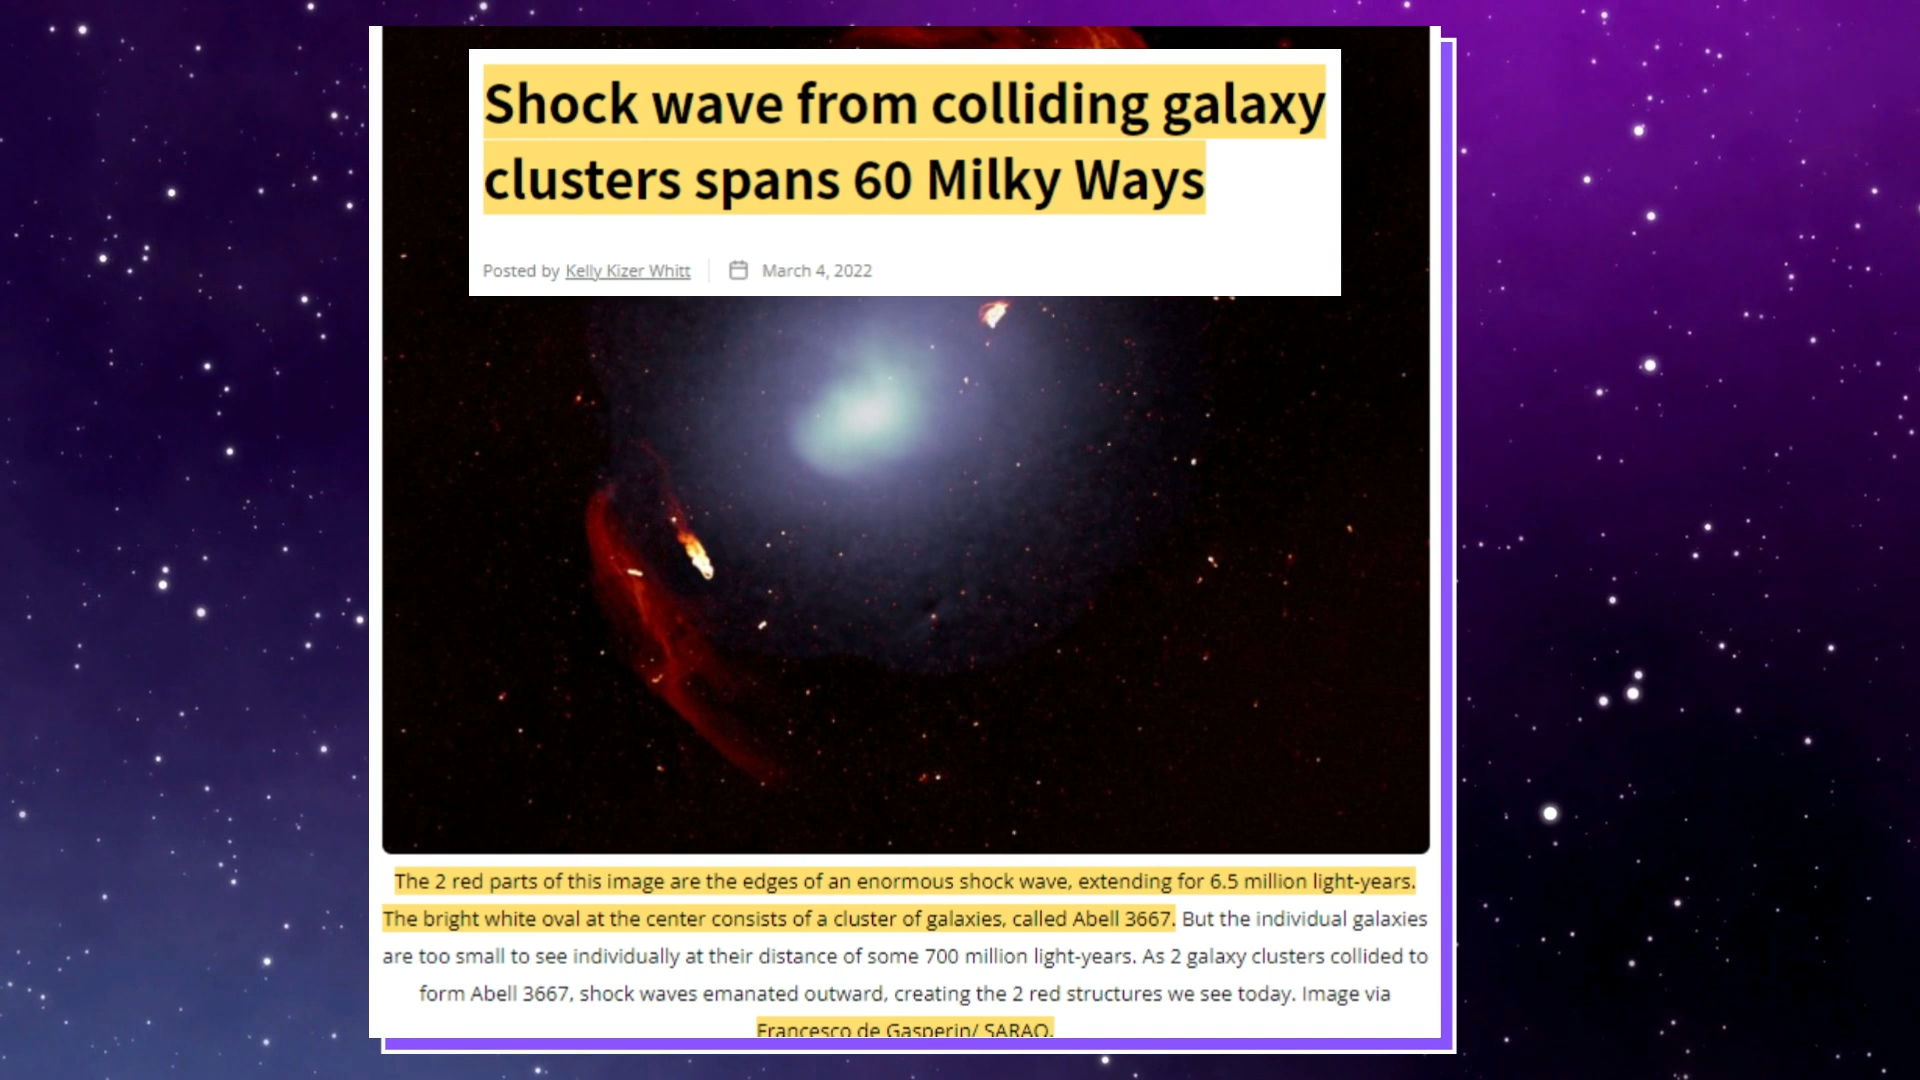 Shock wave from colliding galaxy
clusters spans 60 Milky Ways
Posted by Kelly Kizer Whitt
March 4, 2022
The 2 red parts of this image are the edges of an enormous shock wave, extending for 6.5 million light-years.
The bright white oval at the center consists of a cluster of galaxies, called Abell 3667. But the individual galaxies
are too small to see individually at their distance of some 700 million light-years. As 2 galaxy clusters collided to
form Abell 3667, shock waves emanated outward, creating the 2 red structures we see today. Image via
Francesco de Gasperin/ SARAO.